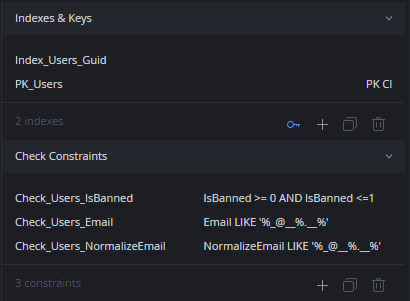 Indexes & Keys
Index_Users_Guid
PK_Users PK CI
2 indexes
Check Constraints
Check_Users_IsBanned IsBanned >= 0 AND IsBanned <=1
Check_Users_Email Email LIKE '%_@__%.__%'
Check_Users_NormalizeEmail NormalizeEmail LIKE '%_@__%.__%'
3 constraints